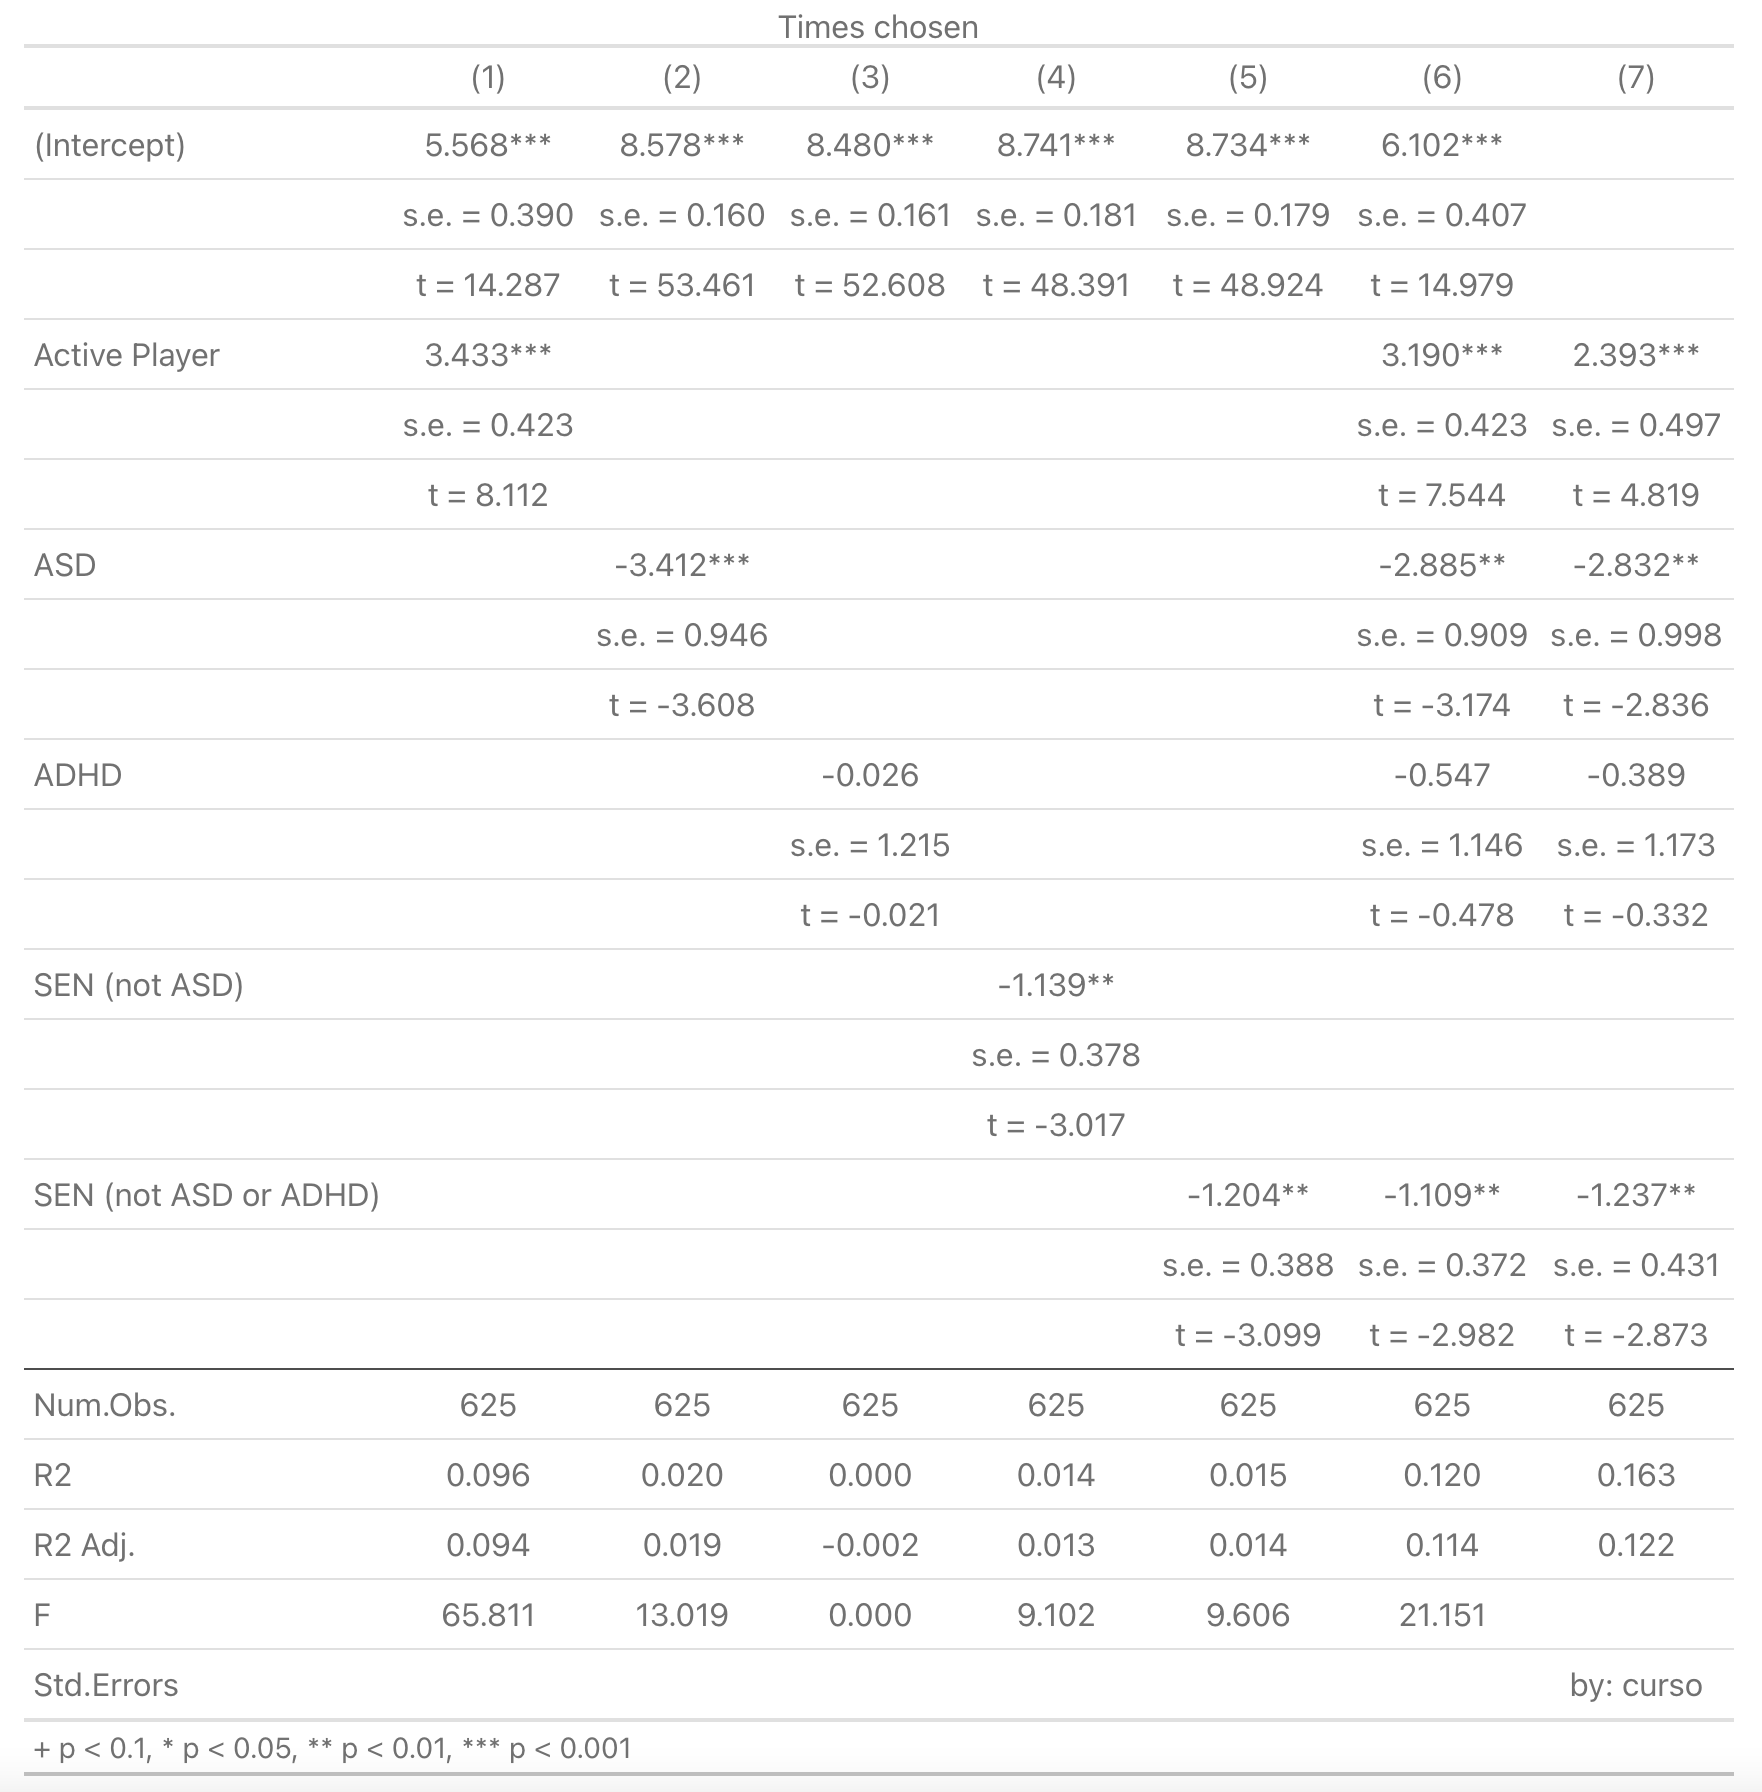 Times chosen
(1) (2) (3) (4) (5) (6) (7)
(Intercept) 5.568*** 8.578*** 8.480*** 8.741*** 8.734*** 6.102***
s.e. = 0.390 s.e. = 0.160 s.e. = 0.161 s.e. = 0.181 s.e. = 0.179 s.e. = 0.407
t = 14.287 t = 53.461 t = 52.608 t = 48.391 t = 48.924 t = 14.979
Active Player 3.433*** 3.190*** 2.393***
s.e. = 0.423 s.e. = 0.423 s.e. = 0.497
t = 8.112 t = 7.544 t = 4.819
ASD -3.412*** -2.885** -2.832**
s.e. = 0.946 s.e. = 0.909 s.e. = 0.998
t = -3.608 t = -3.174 t = -2.836
ADHD -0.026 -0.547 -0.389
s.e. = 1.215 s.e. = 1.146 s.e. = 1.173
t = -0.021 t = -0.478 t = -0.332
SEN (not ASD) -1.139**
s.e. = 0.378
t = -3.017
SEN (not ASD or ADHD) -1.204** -1.109** -1.237**
s.e. = 0.388 s.e. = 0.372 s.e. = 0.431
t = -3.099 t = -2.982 t = -2.873
Num.Obs. 625 625 625 625 625 625 625
R2 0.096 0.020 0.000 0.014 0.015 0.120 0.163
R2 Adj. 0.094 0.019 -0.002 0.013 0.014 0.114 0.122
F 65.811 13.019 0.000 9.102 9.606 21.151
Std.Errors by: curso
+ p < 0.1, * p < 0.05, ** p < 0.01, *** p < 0.001